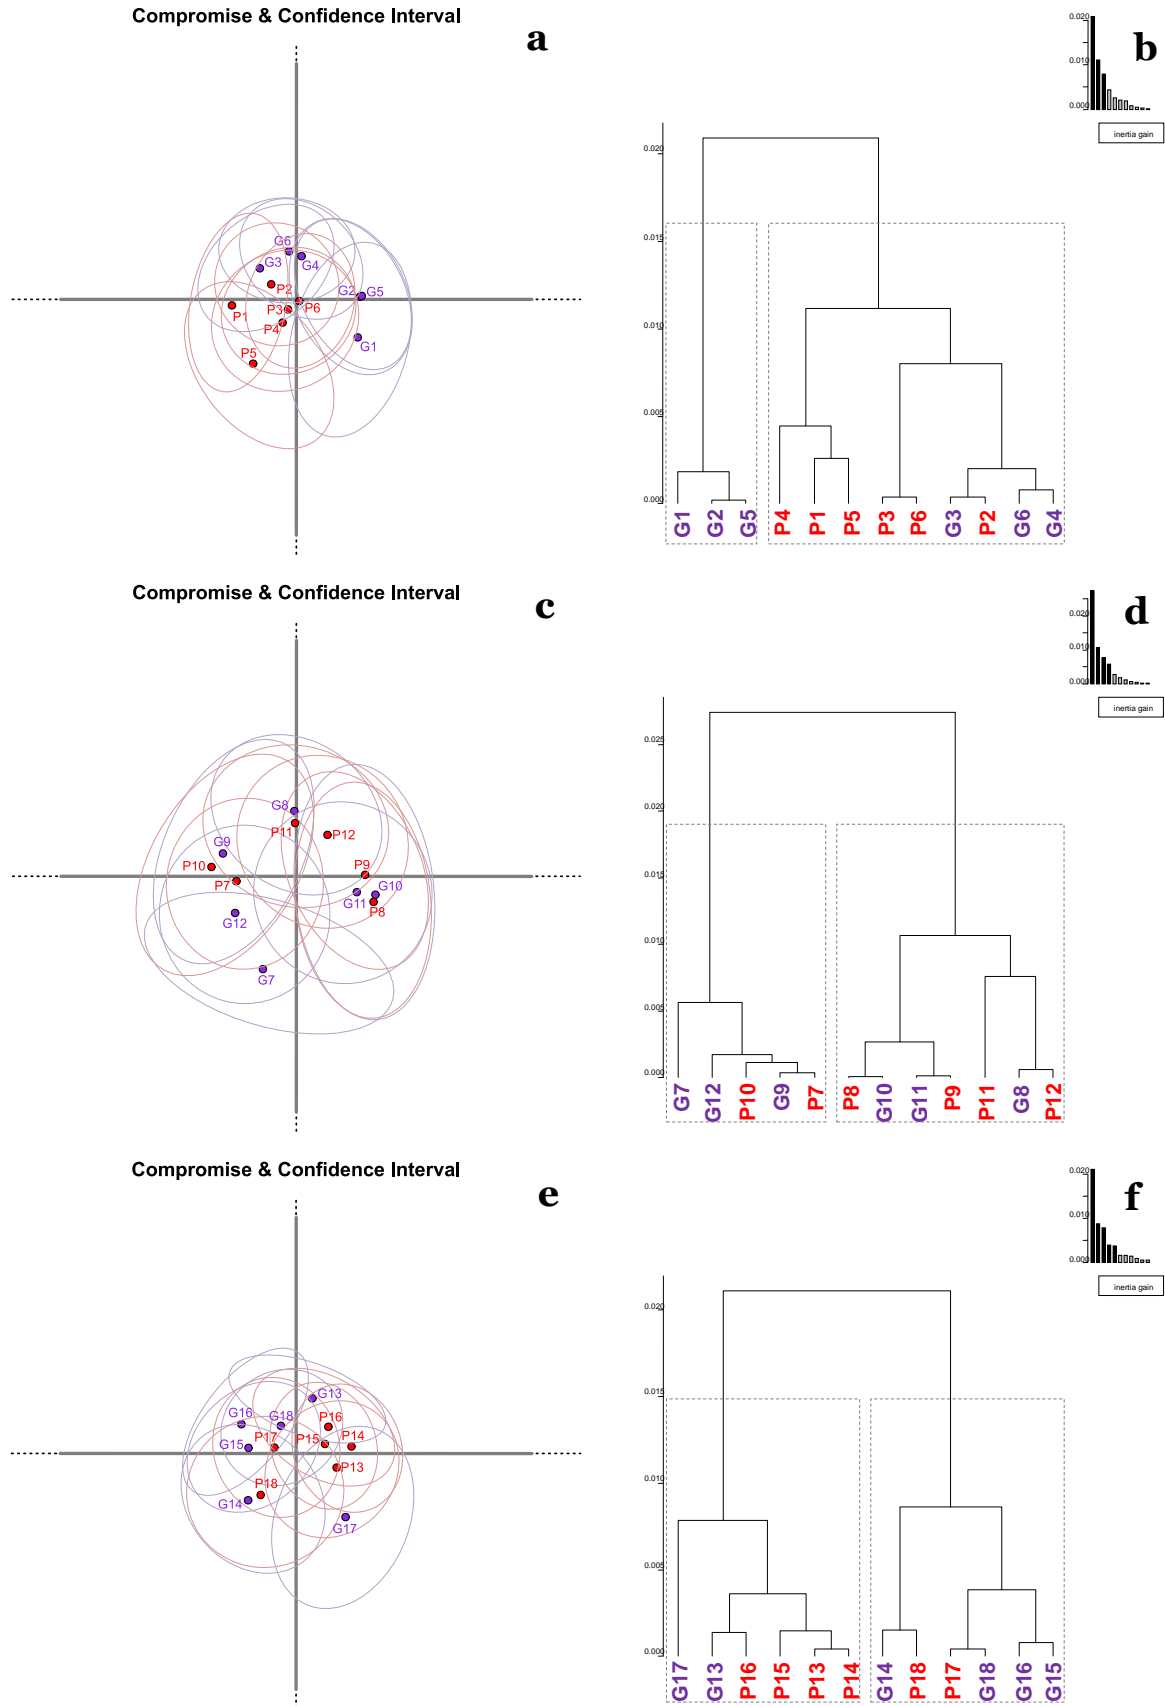 Compromise & Confidence Interval
a
G6
G4
G3
P2
G2 G5
P1
P3 P6
P4
G1
P5
b
0.020
0.010
0.000
inertia gain
0.020
0.015
0.010
0.005
0.000
G1 G2 G5 P4 P1 P5 P3 P6 G3 P2 G6 G4
Compromise & Confidence Interval
c
G8
P11 P12
G9
P10
P7
P9
G10
G11
P8
G12
G7
d
0.020
0.010
0.000
inertia gain
0.025
0.020
0.015
0.010
0.005
0.000
G7 G12 P10 G9 P7 P8 G10 G11 P9 P11 G8 P12
Compromise & Confidence Interval
e
G13
G16 G18 P16
P17 P15 P14
G15
P13
P18
G14
G17
f
0.020
0.010
0.000
inertia gain
0.020
0.015
0.010
0.005
0.000
G17 G13 P16 P15 P13 P14 G14 P18 P17 G18 G16 G15